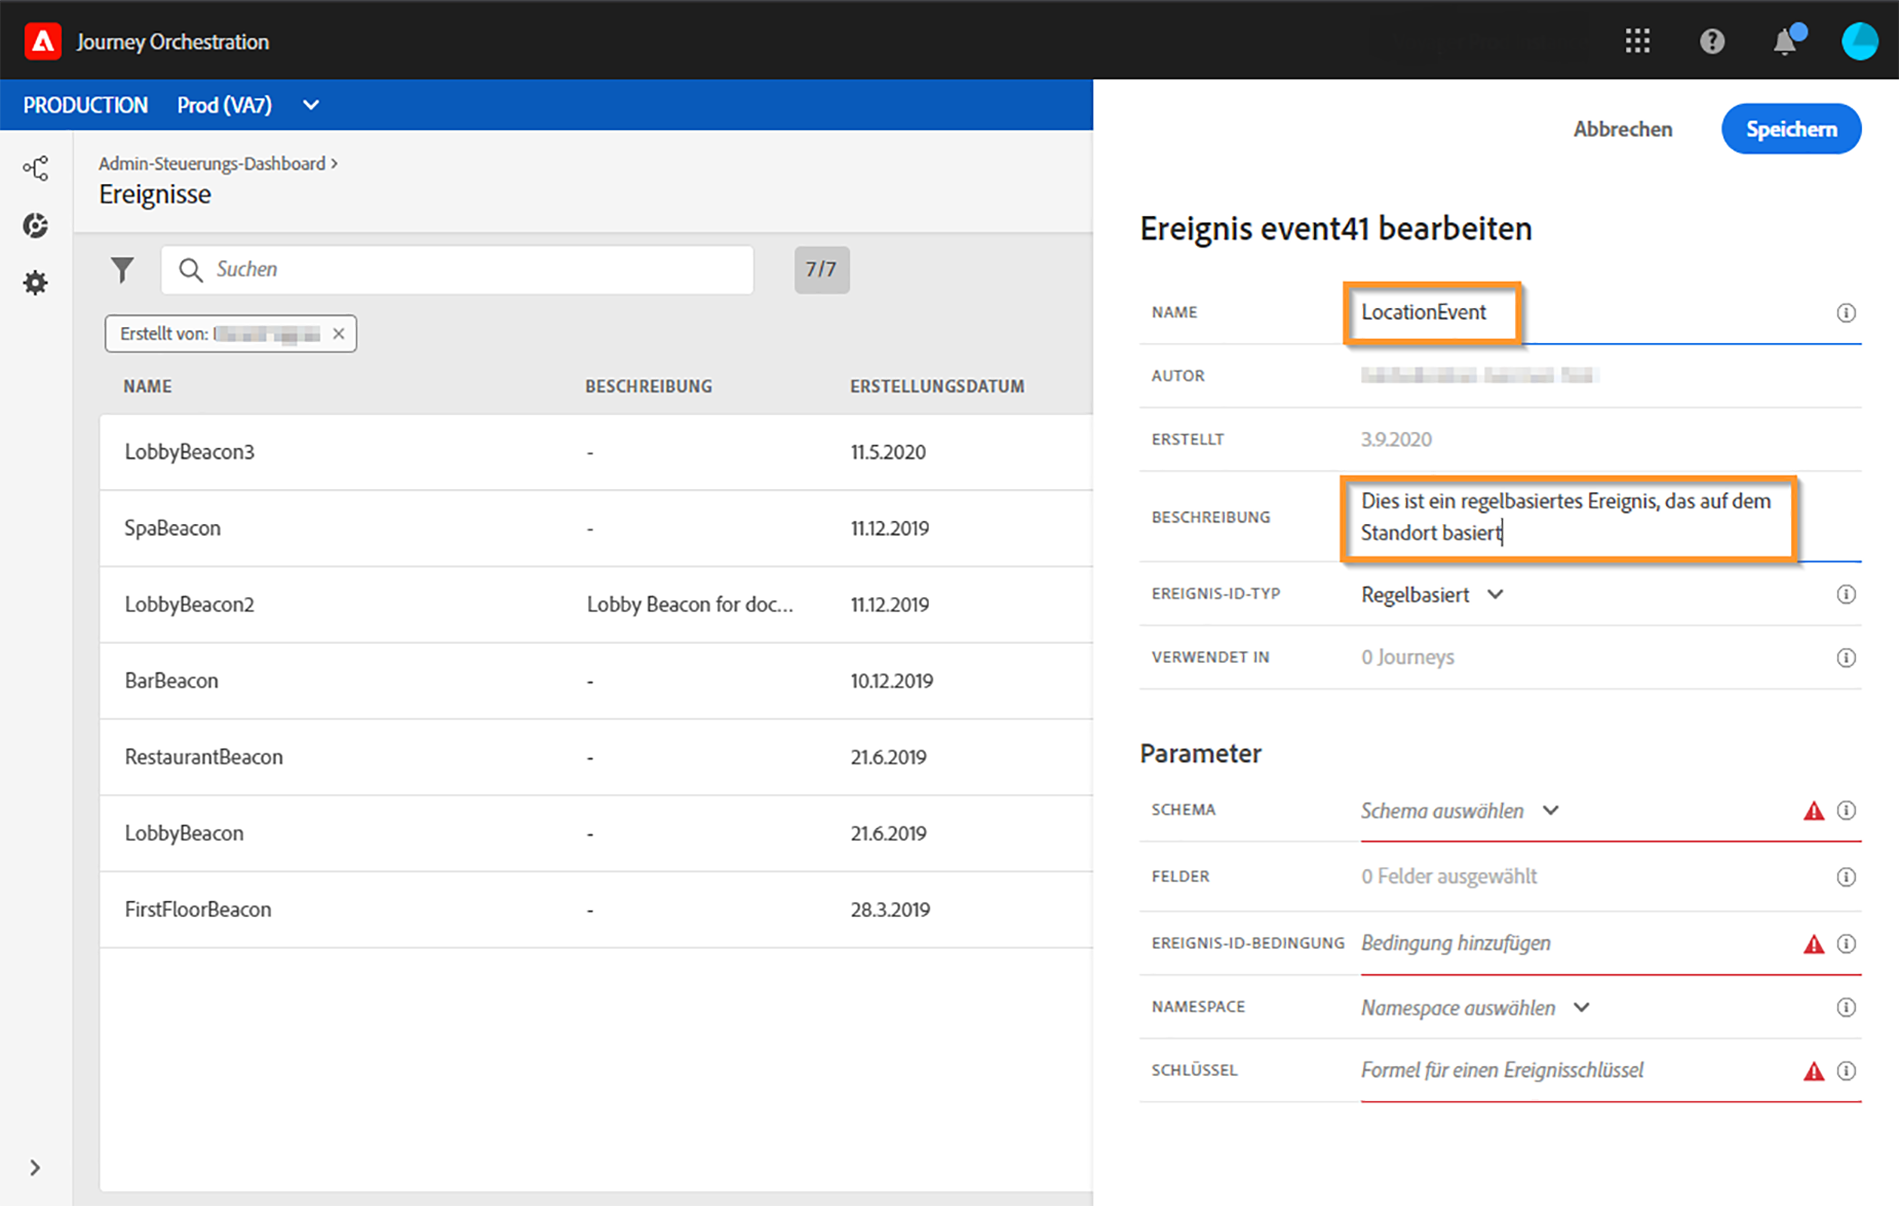 Journey Orchestration
PRODUCTION Prod (VA7)
Admin-Steuerungs-Dashboard >
Ereignisse
Suchen
7/7
Erstellt von:
NAME BESCHREIBUNG ERSTELLUNGSDATUM
LobbyBeacon3 - 11.5.2020
SpaBeacon - 11.12.2019
LobbyBeacon2 Lobby Beacon for doc... 11.12.2019
BarBeacon - 10.12.2019
RestaurantBeacon - 21.6.2019
LobbyBeacon - 21.6.2019
FirstFloorBeacon - 28.3.2019
Abbrechen Speichern
Ereignis event41 bearbeiten
NAME LocationEvent
AUTOR
ERSTELLT 3.9.2020
BESCHREIBUNG Dies ist ein regelbasiertes Ereignis, das auf dem
Standort basiert
EREIGNIS-ID-TYP Regelbasiert
VERWENDET IN 0 Journeys
Parameter
SCHEMA Schema auswählen
FELDER 0 Felder ausgewählt
EREIGNIS-ID-BEDINGUNG Bedingung hinzufügen
NAMESPACE Namespace auswählen
SCHLÜSSEL Formel für einen Ereignisschlüssel